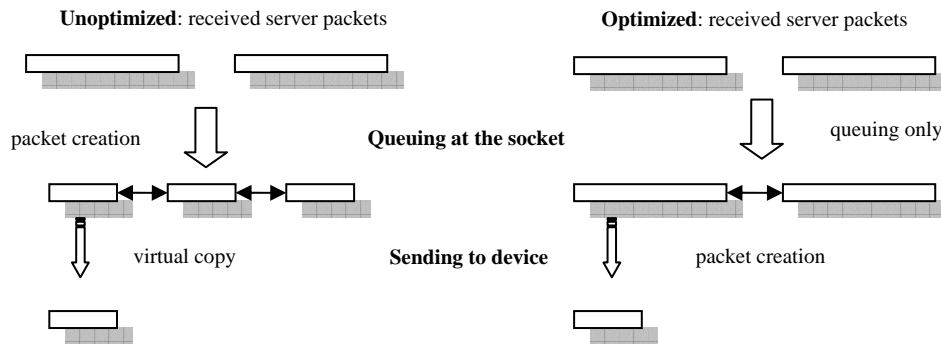 Unoptimized: received server packets
Optimized: received server packets
packet creation
Queuing at the socket
queuing only
virtual copy
Sending to device
packet creation